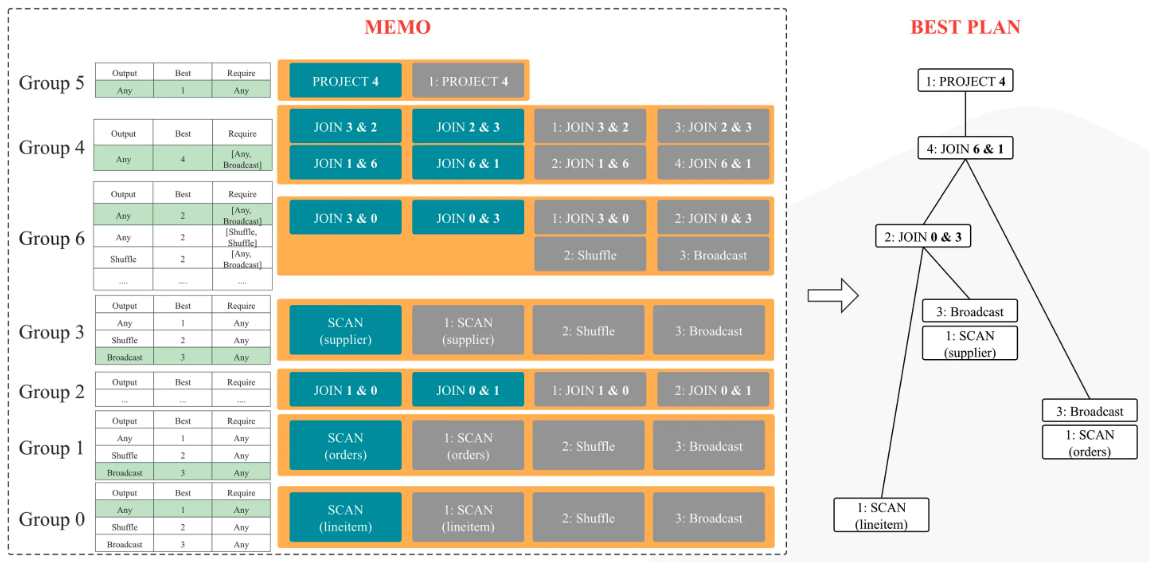 MEMO
BEST PLAN
Group 5
Output Best Require
Any 1 Any
PROJECT 4
1: PROJECT 4
Group 4
Output Best Require
Any 4 [Any,
Broadcast]
JOIN 3 & 2
JOIN 2 & 3
1: JOIN 3 & 2
3: JOIN 2 & 3
JOIN 1 & 6
JOIN 6 & 1
2: JOIN 1 & 6
4: JOIN 6 & 1
Group 6
Output Best Require
Any 2 [Any,
Broadcast]
Any 2 [Shuffle,
Shuffle]
Shuffle 2 [Any,
Broadcast]
.... .... ....
JOIN 3 & 0
JOIN 0 & 3
1: JOIN 3 & 0
2: JOIN 0 & 3
2: Shuffle
3: Broadcast
Group 3
Output Best Require
Any 1 Any
Shuffle 2 Any
Broadcast 3 Any
SCAN
(supplier)
1: SCAN
(supplier)
2: Shuffle
3: Broadcast
Group 2
Output Best Require
... ... ....
JOIN 1 & 0
JOIN 0 & 1
1: JOIN 1 & 0
2: JOIN 0 & 1
Group 1
Output Best Require
Any 1 Any
Shuffle 2 Any
Broadcast 3 Any
SCAN
(orders)
1: SCAN
(orders)
2: Shuffle
3: Broadcast
Group 0
Output Best Require
Any 1 Any
Shuffle 2 Any
Broadcast 3 Any
SCAN
(lineitem)
1: SCAN
(lineitem)
2: Shuffle
3: Broadcast
1: PROJECT 4
4: JOIN 6 & 1
2: JOIN 0 & 3
3: Broadcast
1: SCAN
(supplier)
3: Broadcast
1: SCAN
(orders)
1: SCAN
(lineitem)